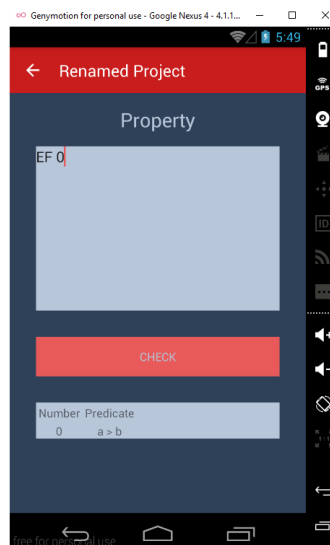 Genymotion for personal use - Google Nexus 4 - 4.1.1...
5:49
Renamed Project
GPS
Property
EF 0
ID
CHECK
Number Predicate
0 a > b
free for personal use